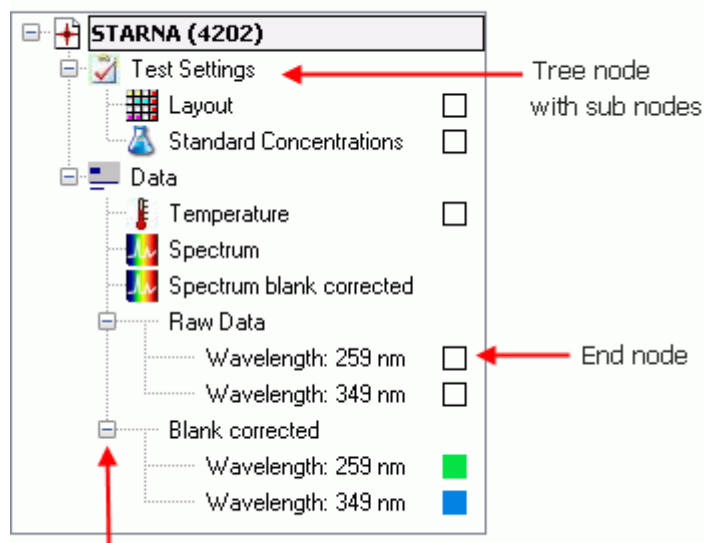 STARNA (4202)
Test Settings
Tree node
with sub nodes
Layout
Standard Concentrations
Data
Temperature
Spectrum
Spectrum blank corrected
Raw Data
Wavelength: 259 nm
End node
Wavelength: 349 nm
Blank corrected
Wavelength: 259 nm
Wavelength: 349 nm